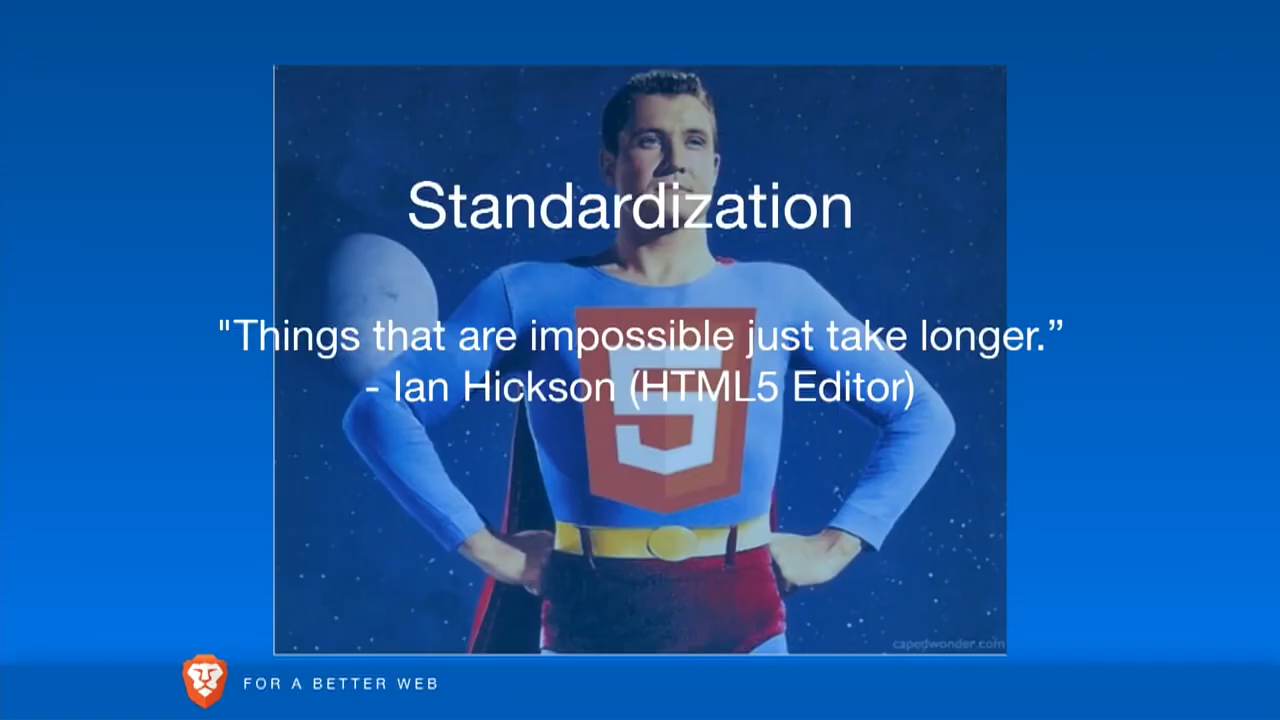 Standardization
"Things that are impossible just take longer.”
- Ian Hickson (HTML5 Editor)
5
capedwonder.com
FOR A BETTER WEB